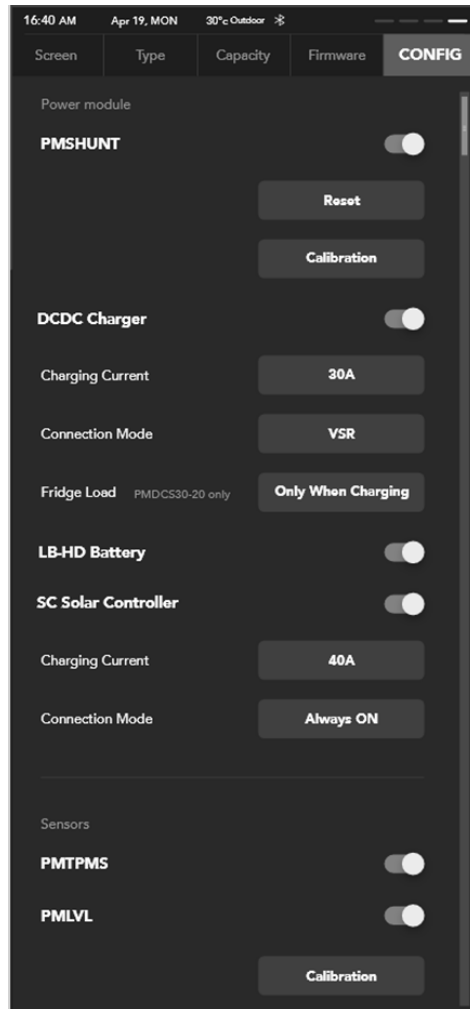 16:40 AM Apr 19, MON 30°c Outdoor
Screen Type Capacity Firmware CONFIG
Power module
PMSHUNT
Reset
Calibration
DCDC Charger
Charging Current 30A
Connection Mode VSR
Fridge Load PMDCS30-20 only Only When Charging
LB-HD Battery
SC Solar Controller
Charging Current 40A
Connection Mode Always ON
Sensors
PMTPMS
PMLVL
Calibration